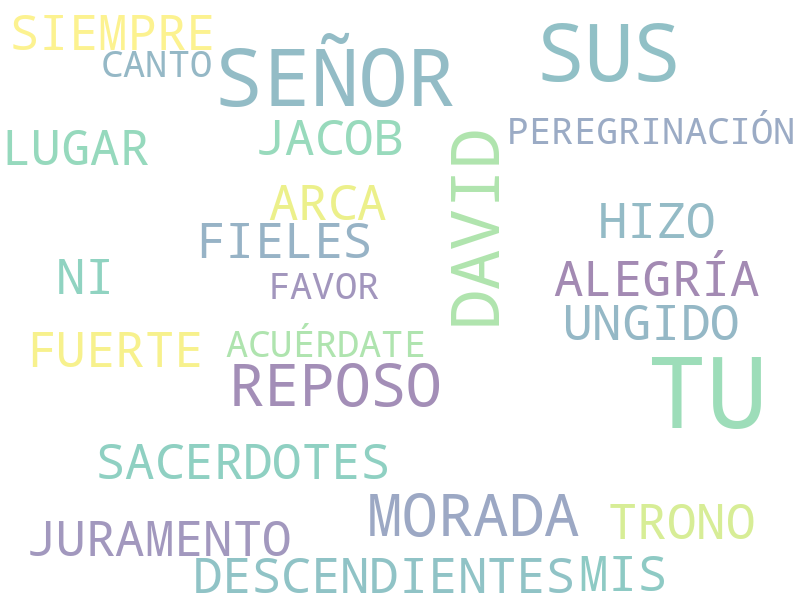 SIEMPRE
CANTO
SEÑOR
SUS
LUGAR
JACOB
DAVID
PEREGRINACIÓN
ARCA
FIELES
HIZO
NI
FAVOR
ALEGRÍA
UNGIDO
FUERTE
ACUÉRDATE
REPOSO
TU
SACERDOTES
MORADA
TRONO
JURAMENTO
DESCENDIENTES
MIS